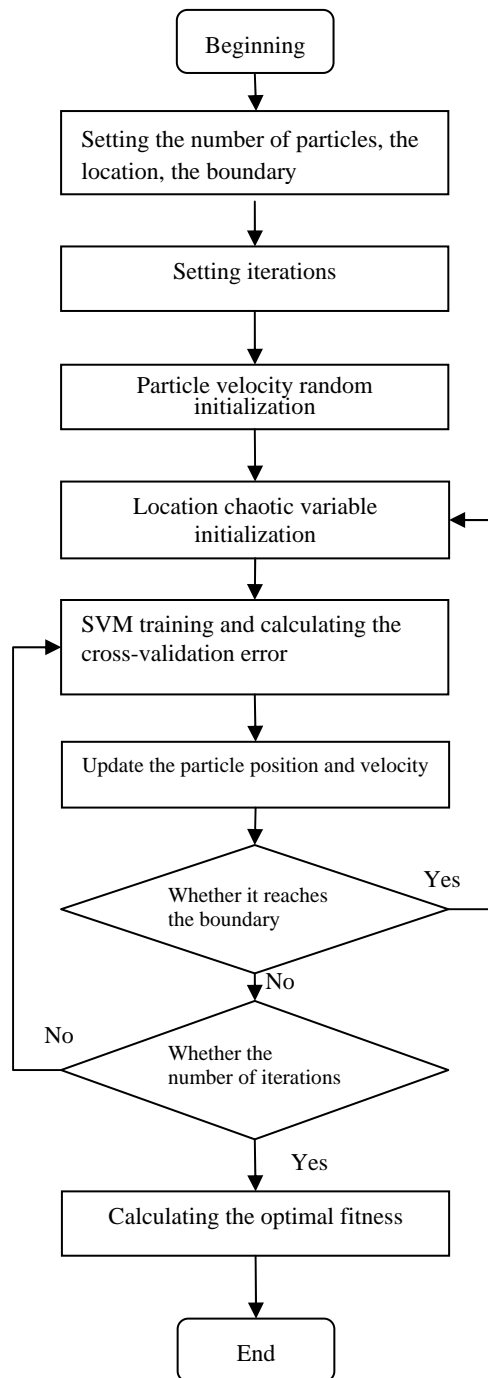 Beginning
Setting the number of particles, the
location, the boundary
Setting iterations
Particle velocity random
initialization
Location chaotic variable
initialization
SVM training and calculating the
cross-validation error
Update the particle position and velocity
Yes
Whether it reaches
the boundary
No
No
Whether the
number of iterations
Yes
Calculating the optimal fitness
End